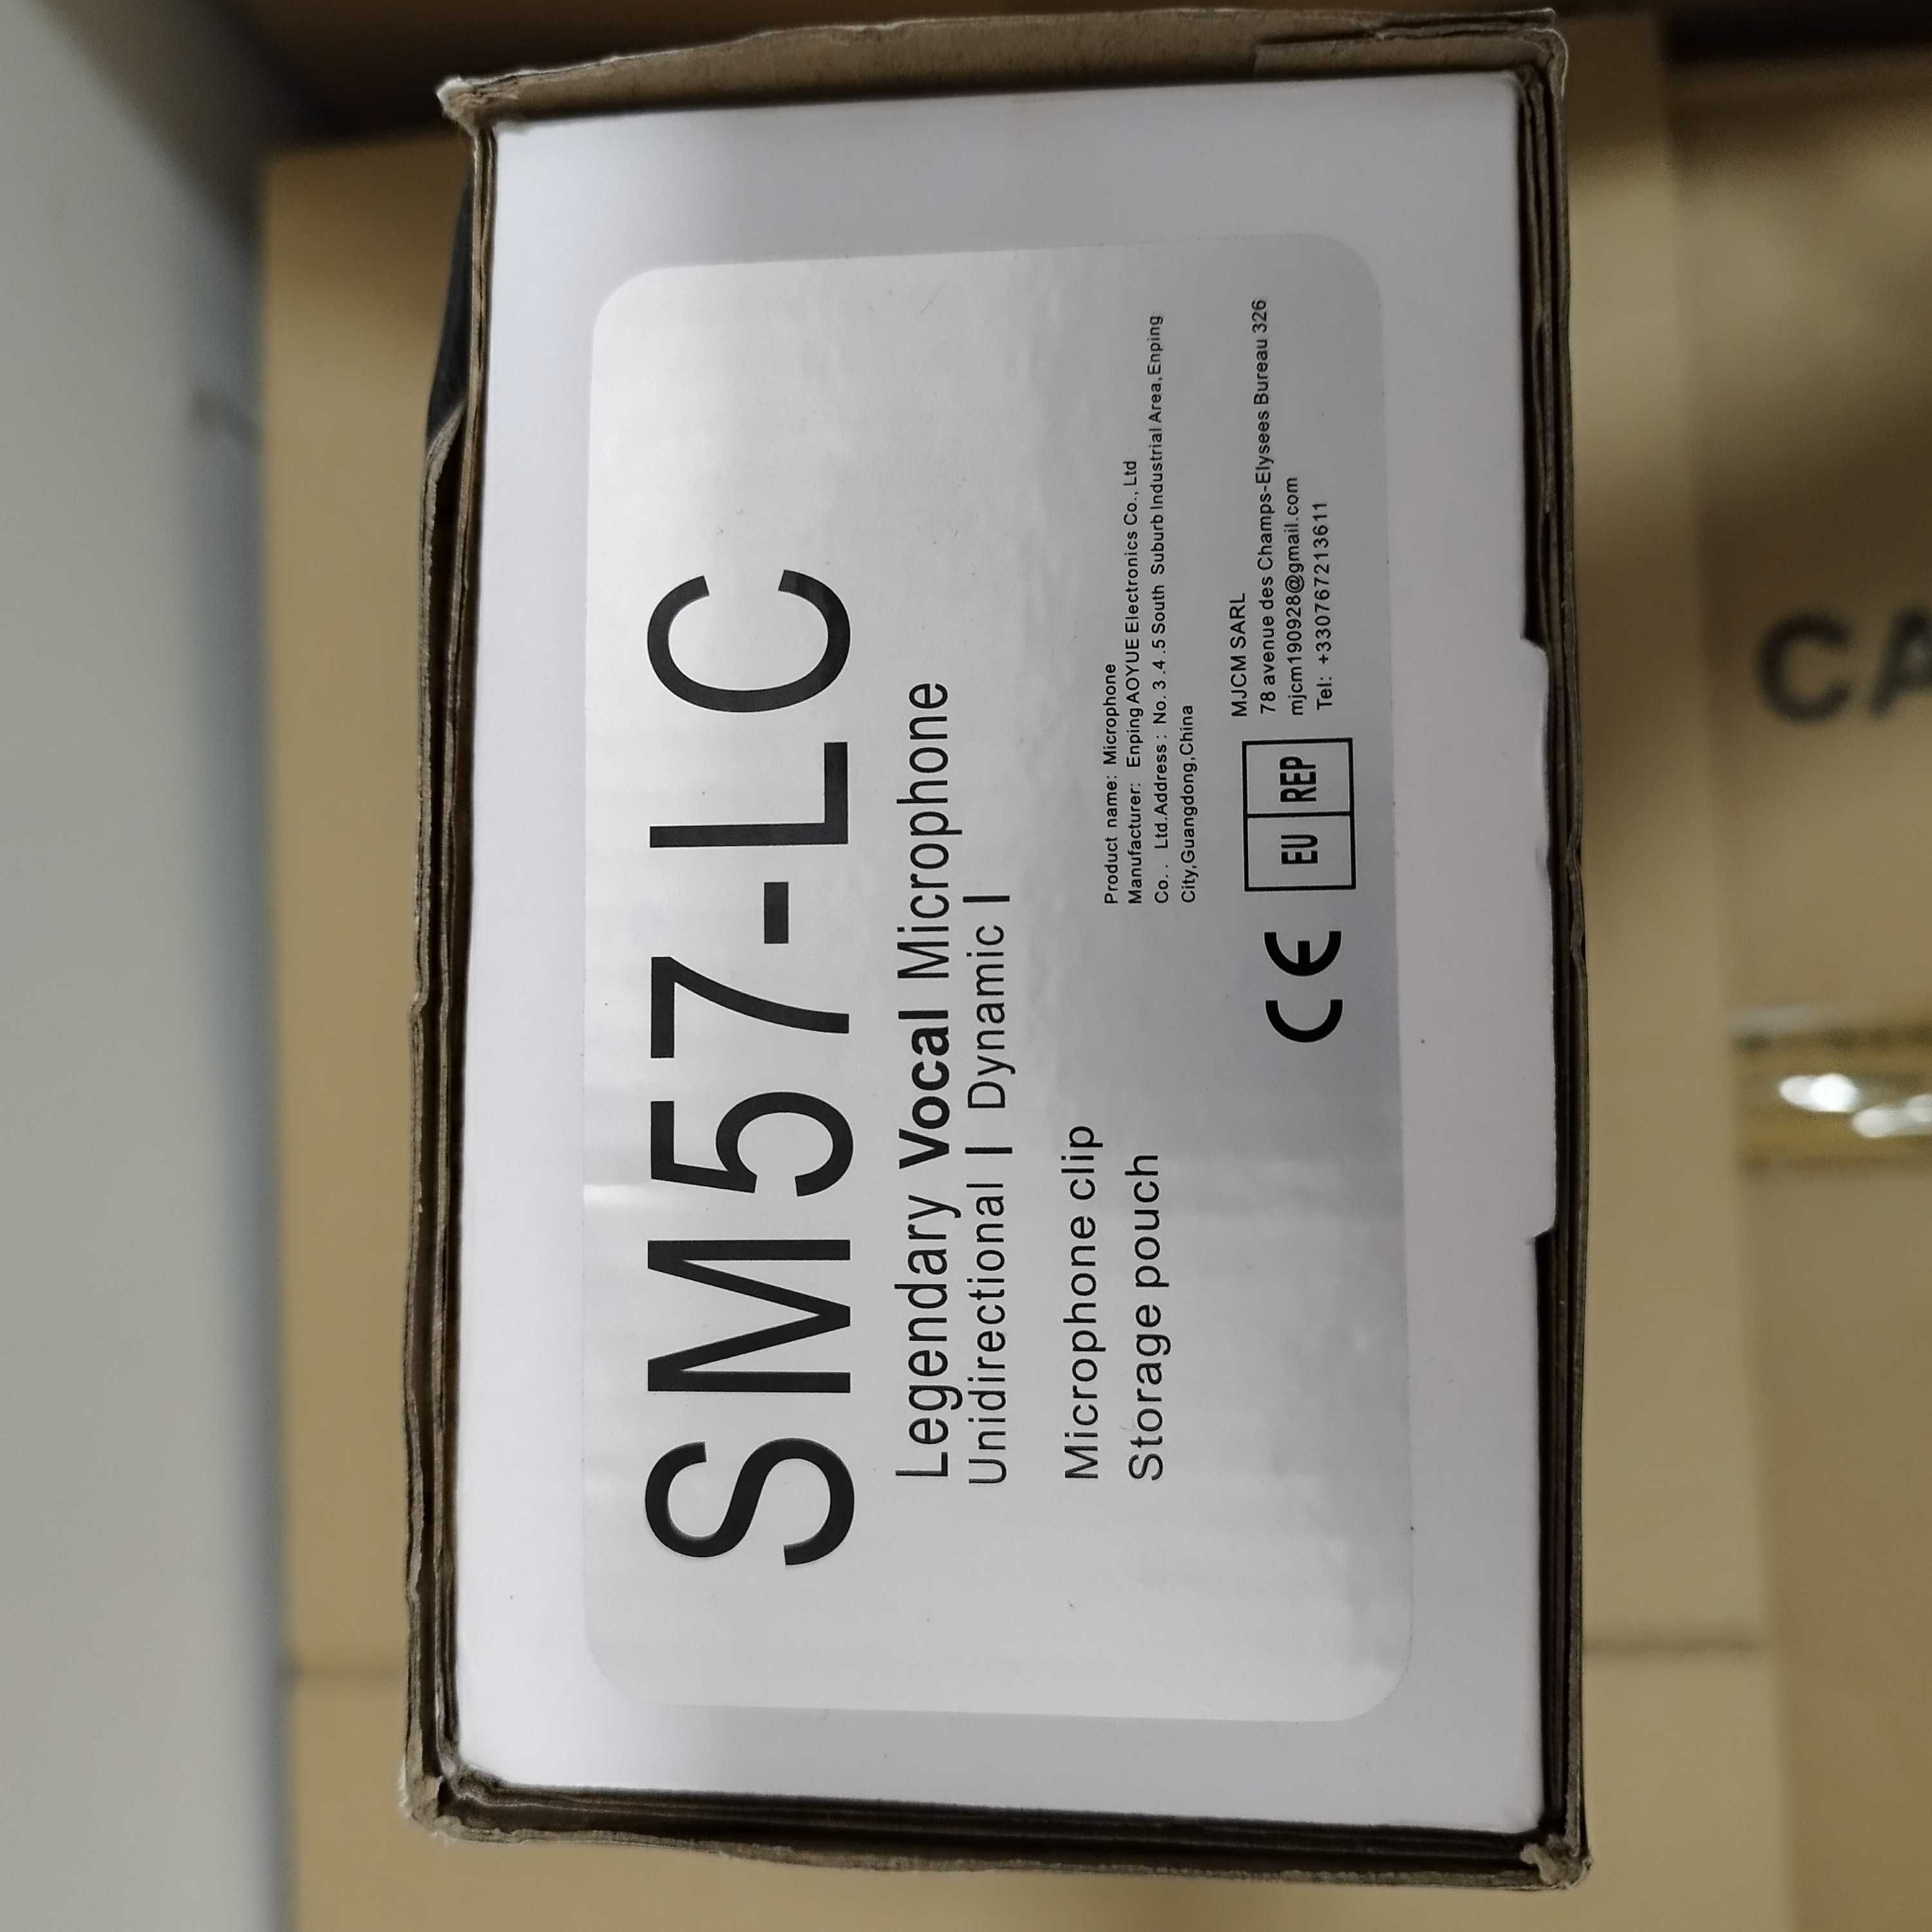 SM57-LC
Legendary Vocal Microphone
Unidirectional | Dynamic |
Microphone clip
Storage pouch
Product name: Microphone
Manufacturer: Enping AOYUE Electronics Co., Ltd
Co.. Ltd.Address: No.3.4.5 South Suburb Industrial Area,Enping
City,Guangdong,China
CE
EU REP
MJCM SARL
78 avenue des Champs-Elysees Bureau 326
mjcm190928@gmail.com
Tel: +330767213611
CA